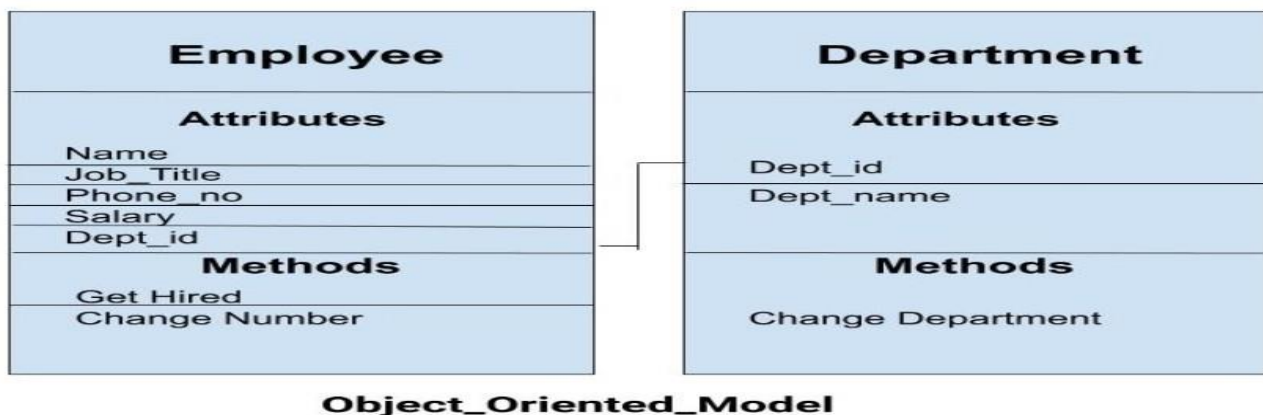 Employee
Attributes
Name
Job_Title
Phone_no
Salary
Dept_id
Methods
Get Hired
Change Number
Department
Attributes
Dept_id
Dept_name
Methods
Change Department
Object_Oriented_Model